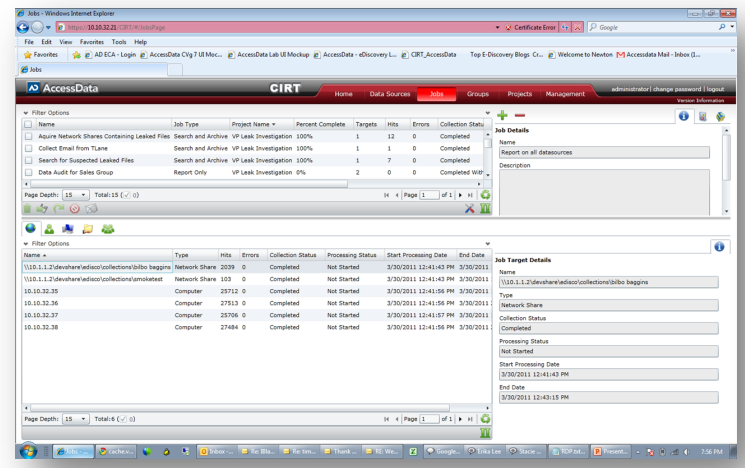 Jobs - Windows Internet Explorer
https://10.10.32.21/CIRT/#/JobsPage
Certificate Error
Google
File Edit View Favorites Tools Help
Favorites AD ECA - Login AccessData CVg 7 UI Moc... AccessData Lab UI Mockup AccessData - eDiscovery L... CIRT_AccessData Top E-Discovery Blogs Cr... Welcome to Newton Accessdata Mail - Inbox (1...
Jobs
AccessData
CIRT
Home Data Sources Jobs Groups Projects Management
administrator| change password | logout
Version Information
Filter Options
Name Job Type Project Name Percent Complete Targets Hits Errors Collection Statu
Aquire Network Shares Containing Leaked Files Search and Archive VP Leak Investigation 100% 1 12 0 Completed
Collect Email from TLane Search and Archive VP Leak Investigation 100% 1 1 0 Completed
Search for Suspected Leaked Files Search and Archive VP Leak Investigation 100% 1 7 0 Completed
Data Audit for Sales Group Report Only VP Leak Investigation 0% 2 0 0 Completed With
Page Depth: 15 Total:15 ( 0) Page 1 of 1
Job Details
Name
Report on all datasources
Description
Filter Options
Name Type Hits Errors Collection Status Processing Status Start Processing Date End Date
\\10.1.1.2\devshare\edisco\collections\bilbo baggins Network Share 2039 0 Completed Not Started 3/30/2011 12:41:43 PM 3/30/2011
\\10.1.1.2\devshare\edisco\collections\smoketest Network Share 103 0 Completed Not Started 3/30/2011 12:41:43 PM 3/30/2011
10.10.32.35 Computer 25712 0 Completed Not Started 3/30/2011 12:41:56 PM 3/30/2011
10.10.32.36 Computer 27513 0 Completed Not Started 3/30/2011 12:41:56 PM 3/30/2011
10.10.32.37 Computer 25706 0 Completed Not Started 3/30/2011 12:41:57 PM 3/30/2011
10.10.32.38 Computer 27484 0 Completed Not Started 3/30/2011 12:41:56 PM 3/30/2011
Page Depth: 15 Total:6 ( 0) Page 1 of 1
Job Target Details
Name
\\10.1.1.2\devshare\edisco\collections\bilbo baggins
Type
Network Share
Collection Status
Completed
Processing Status
Not Started
Start Processing Date
3/30/2011 12:41:43 PM
End Date
3/30/2011 12:43:15 PM
Jobs - ... cache.v... Inbox -... Re: Bla... Re: tim... Thank ... RE: We... Google... Erika Lee Stacie ... TOP.txt... Present... 7:56 PM